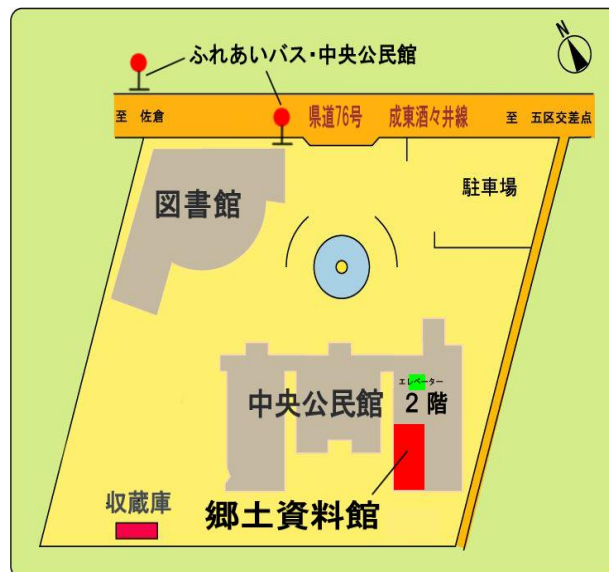 N
ふれあいバス・中央公民館
至 佐倉
県道76号 成東酒々井線
至 五区交差点
図書館
駐車場
エレベーター
中央公民館
2階
収蔵庫
郷土資料館